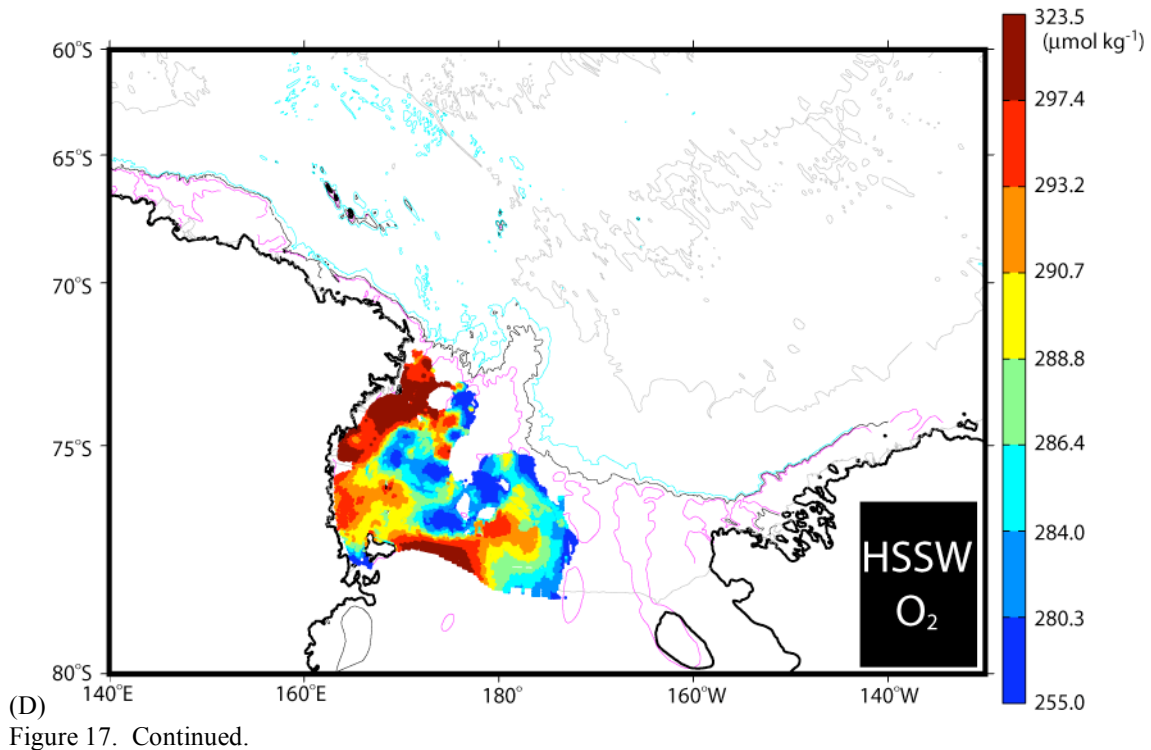 323.5
(μmol kg⁻¹)
297.4
293.2
290.7
288.8
286.4
284.0
280.3
255.0
60°S
65°S
70°S
75°S
80°S
140°E
160°E
180°
160°W
140°W
HSSW
O₂
(D)
Figure 17. Continued.